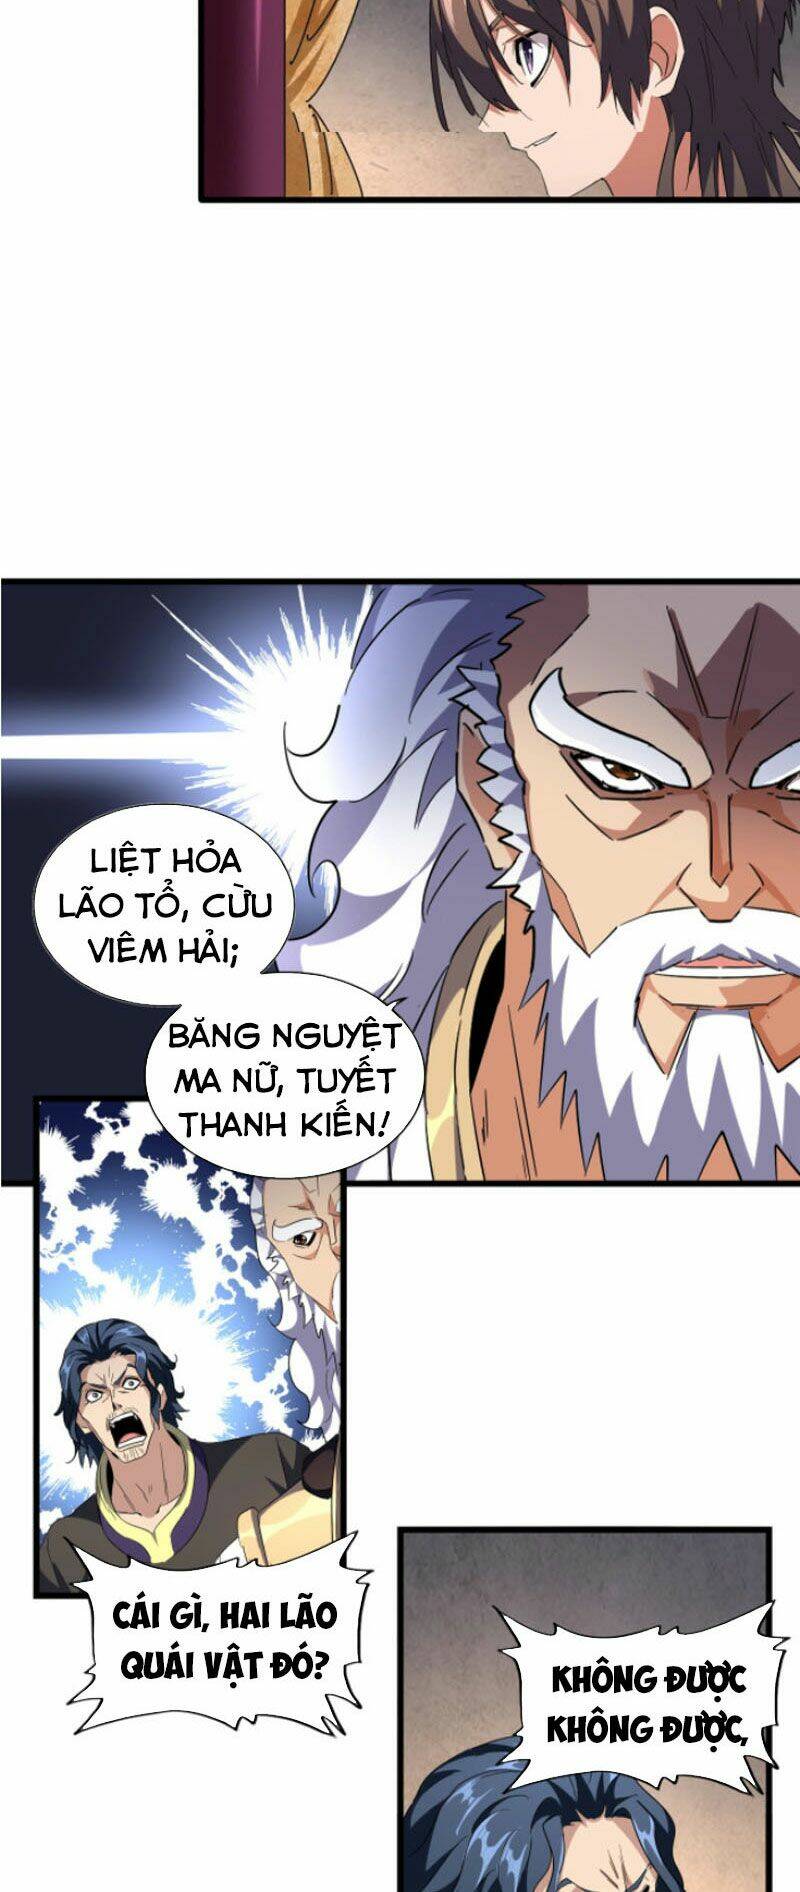 LIỆT HỎA
LÃO TỔ, CỪU
VIÊM HẢI;
BĂNG NGUYỆT
MA NỮ, TUYẾT
THANH KIẾN!
CÁI GÌ, HAI LÃO
QUÁI VẬT ĐÓ?
KHÔNG ĐƯỢC
KHÔNG ĐƯỢC,